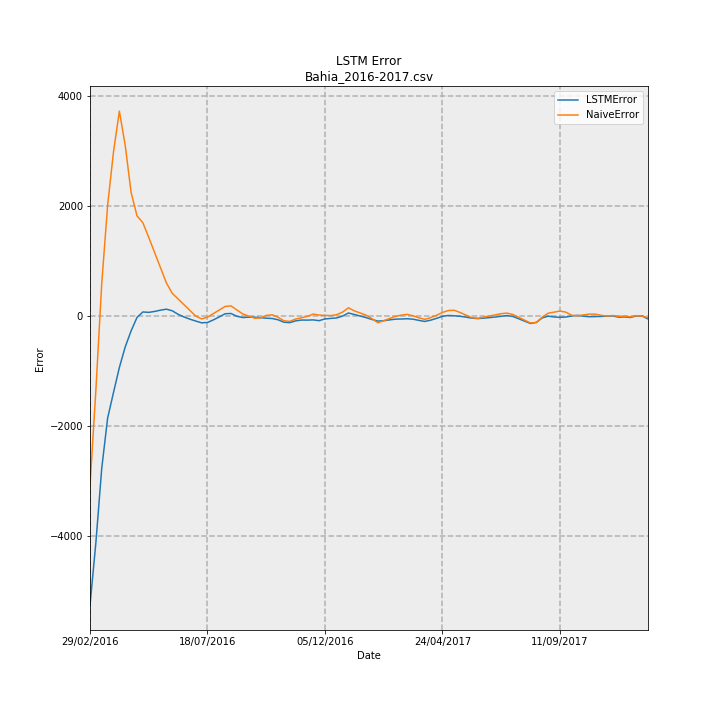 LSTM Error
Bahia_2016-2017.csv
LSTMError
NaiveError
4000
2000
0
−2000
−4000
Error
29/02/2016 18/07/2016 05/12/2016 24/04/2017 11/09/2017
Date